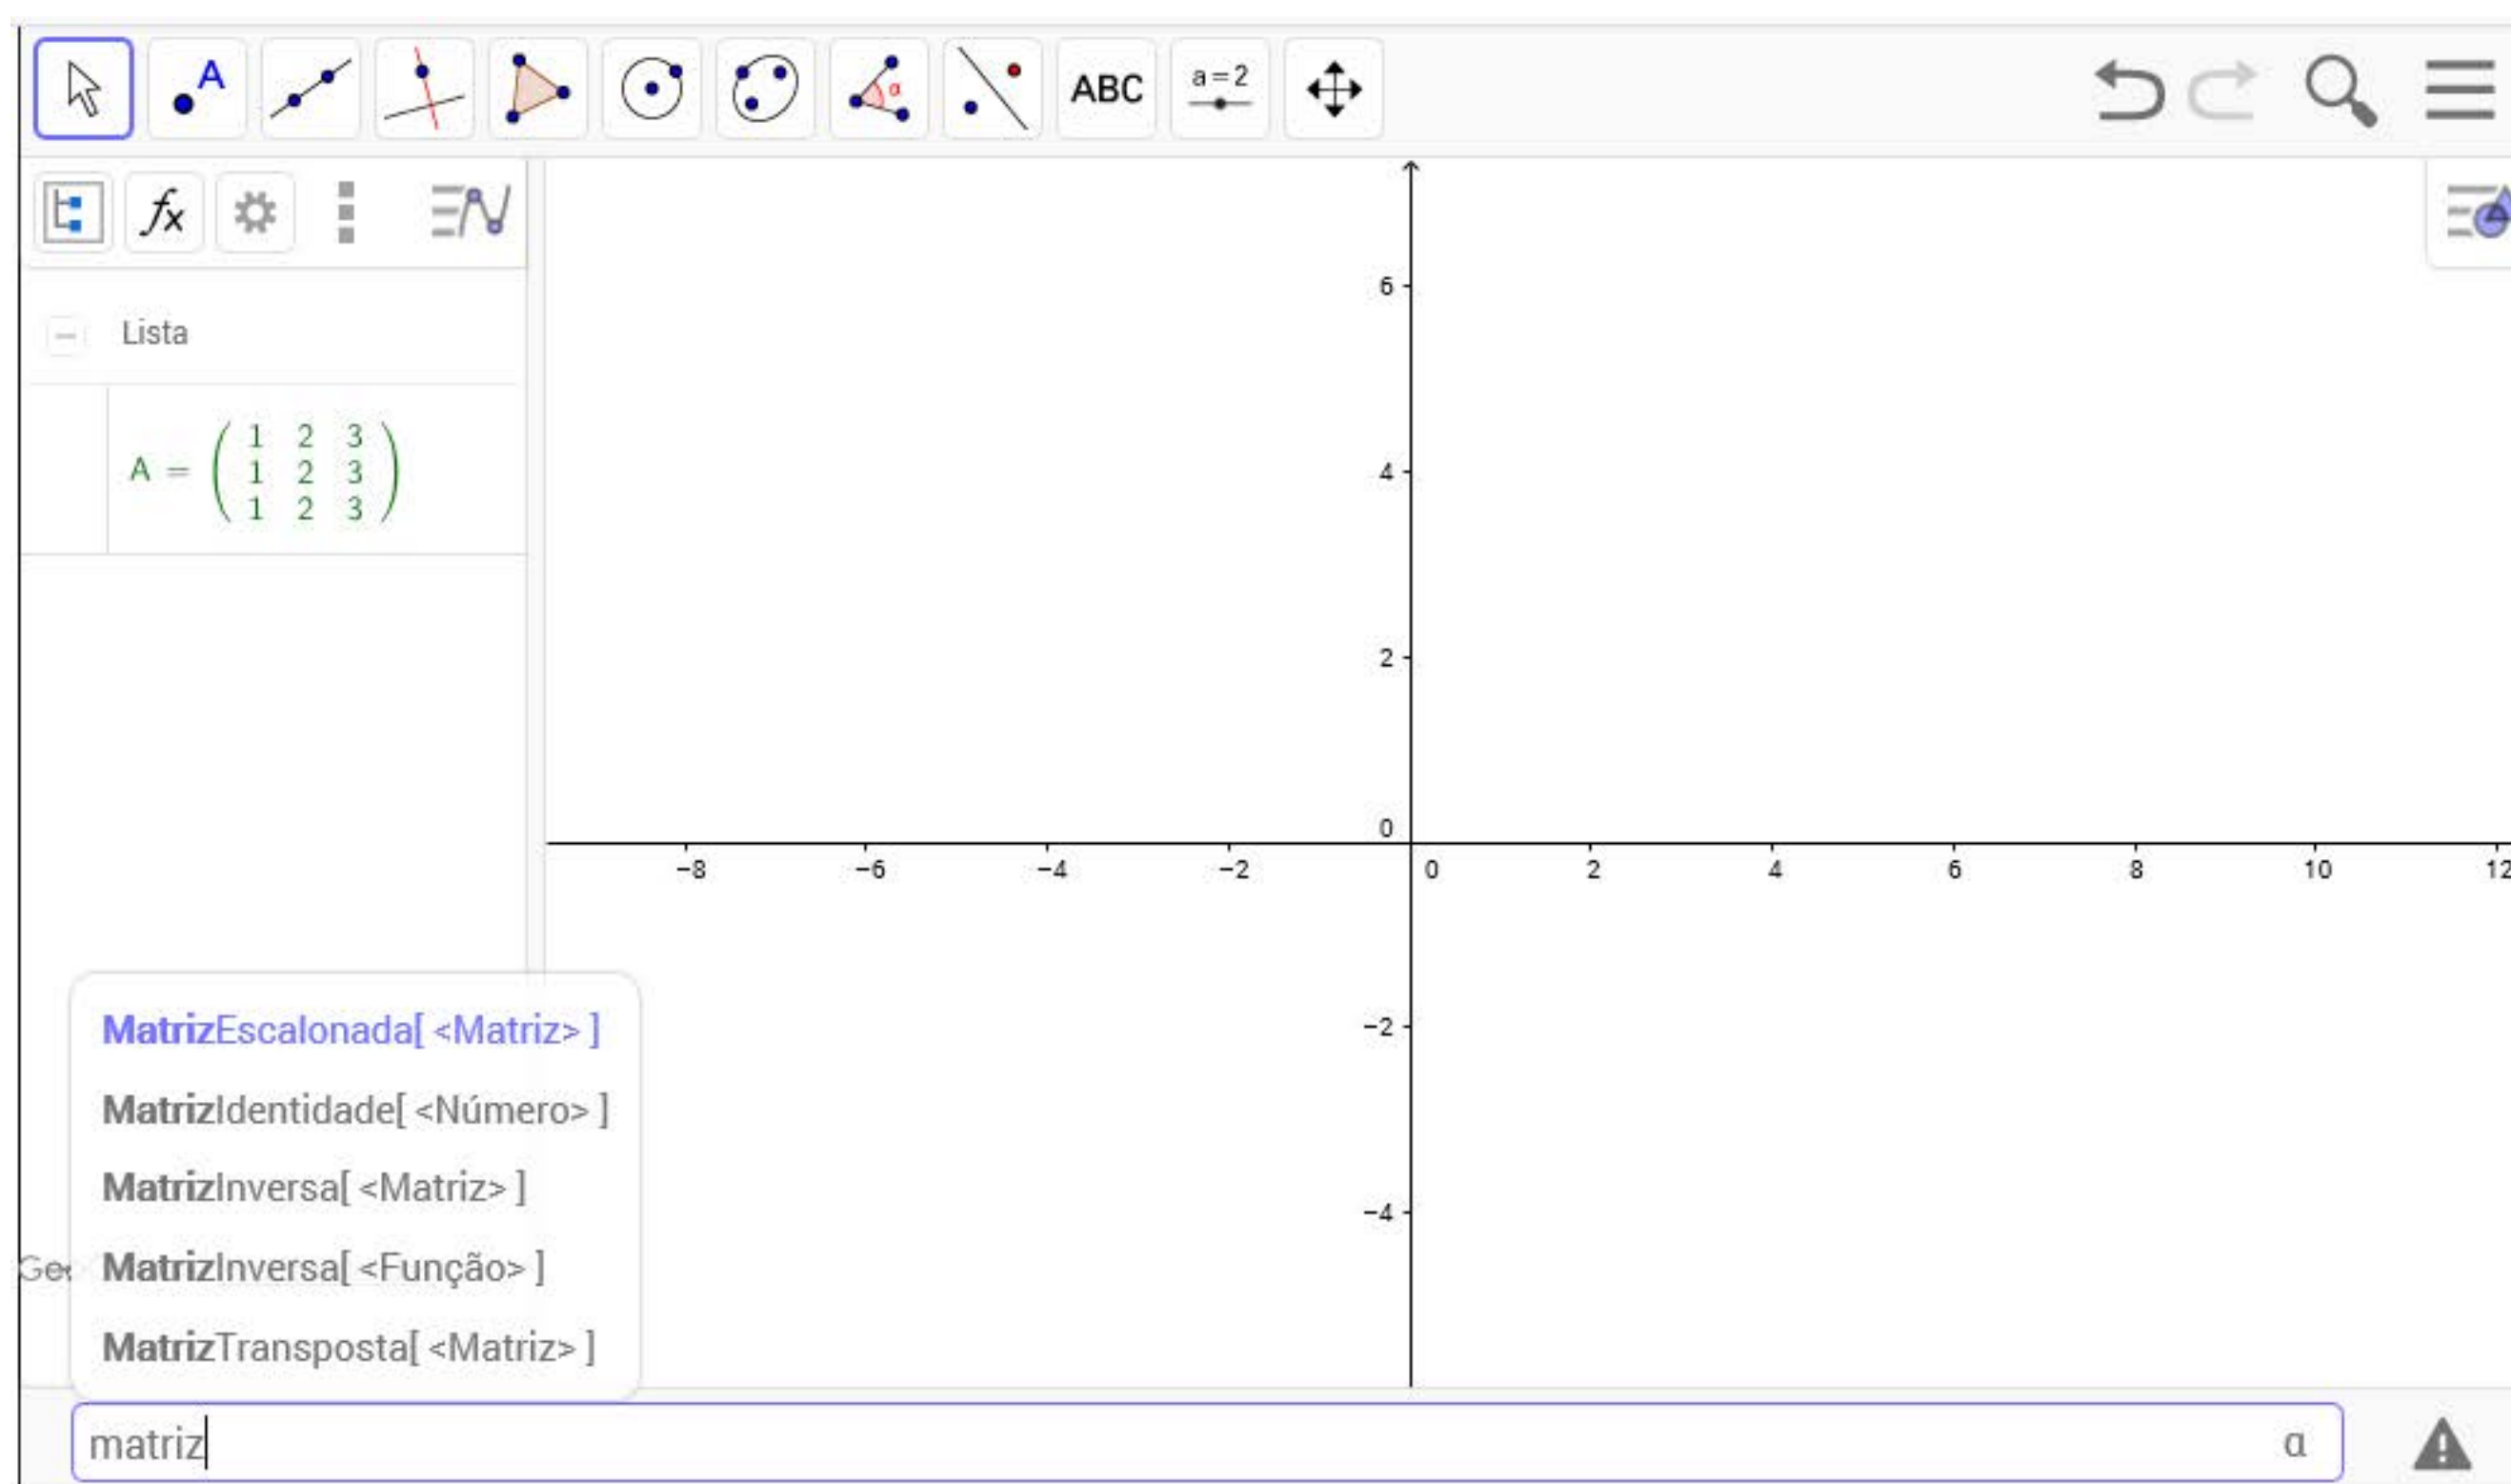 A
α
ABC
a=2
fx
Lista
A = ( 1 2 3
1 2 3
1 2 3 )
6
4
2
0
−8 −6 −4 −2 0 2 4 6 8 10 12
−2
−4
MatrizEscalonada[ <Matriz> ]
MatrizIdentidade[ <Número> ]
MatrizInversa[ <Matriz> ]
MatrizInversa[ <Função> ]
MatrizTransposta[ <Matriz> ]
matriz
α